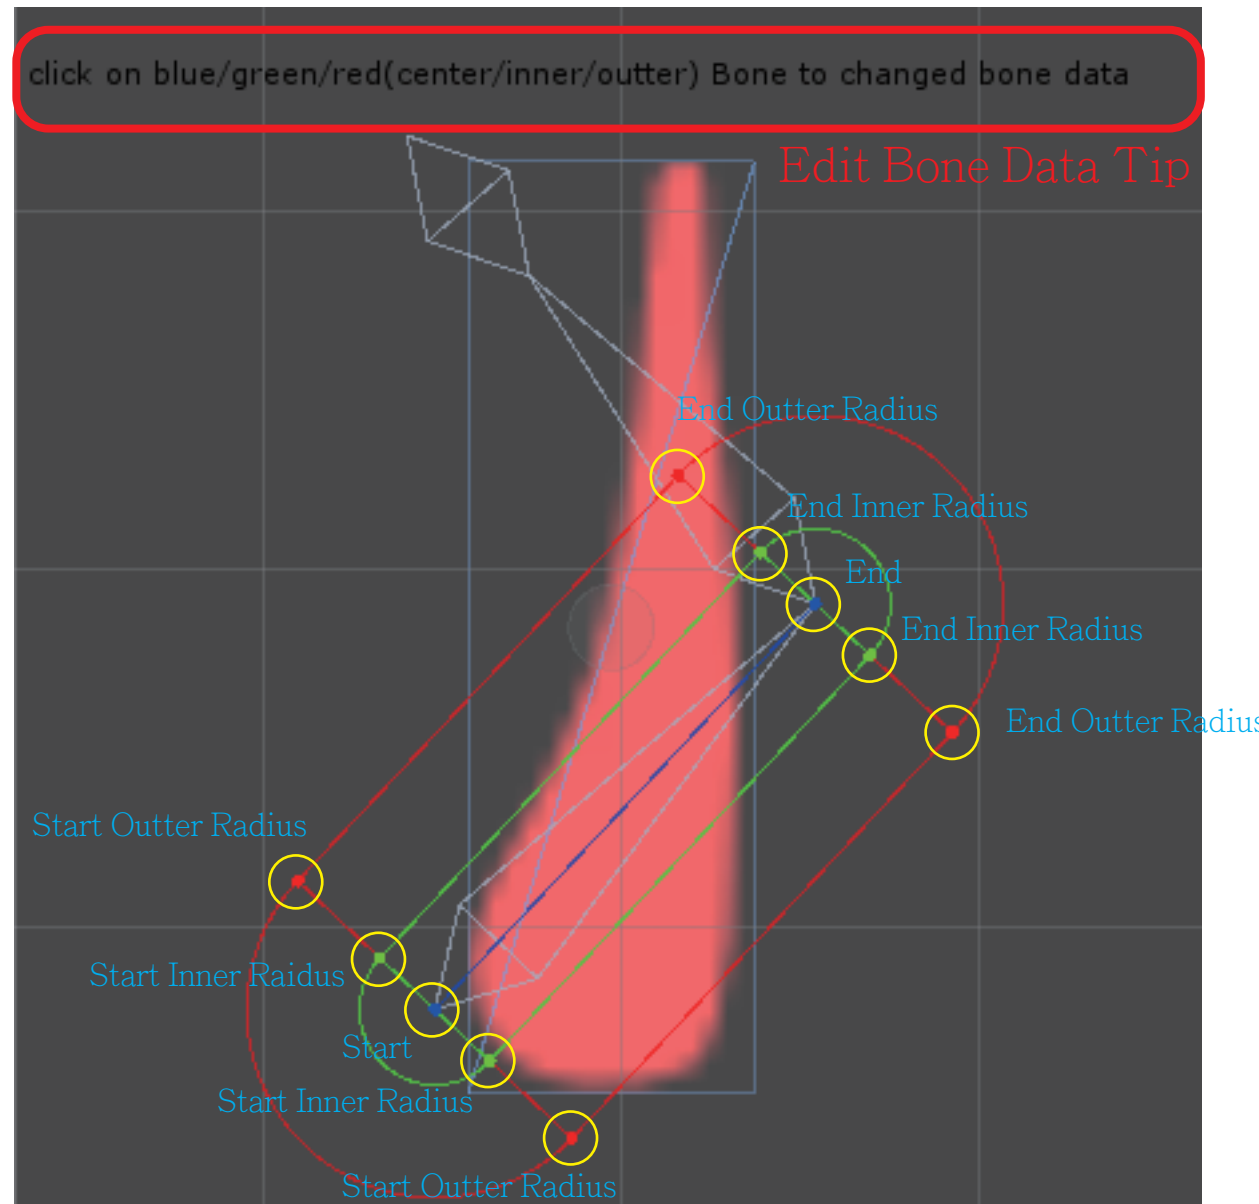 click on blue/green/red(center/inner/outter) Bone to changed bone data
Edit Bone Data Tip
End Outter Radius
End Inner Radius
End
End Inner Radius
End Outter Radius
Start Outter Radius
Start Inner Raidus
Start
Start Inner Radius
Start Outter Radius